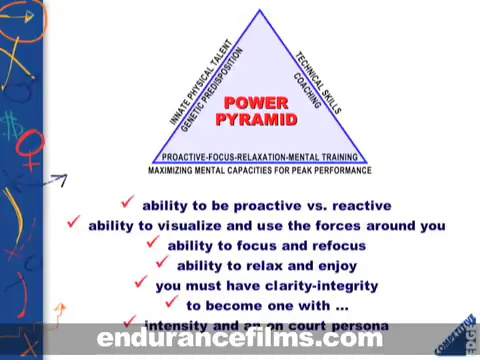 INNATE PHYSICAL TALENT
GENETIC PREDISPOSITION
TECHNICAL SKILLS
COACHING
POWER
PYRAMID
PROACTIVE-FOCUS-RELAXATION-MENTAL TRAINING
MAXIMIZING MENTAL CAPACITIES FOR PEAK PERFORMANCE
ability to be proactive vs. reactive
ability to visualize and use the forces around you
ability to focus and refocus
ability to relax and enjoy
you must have clarity-integrity
to become one with ...
intensity and an on court persona
endurancefilms.com
COMPETITIVE
EDGE